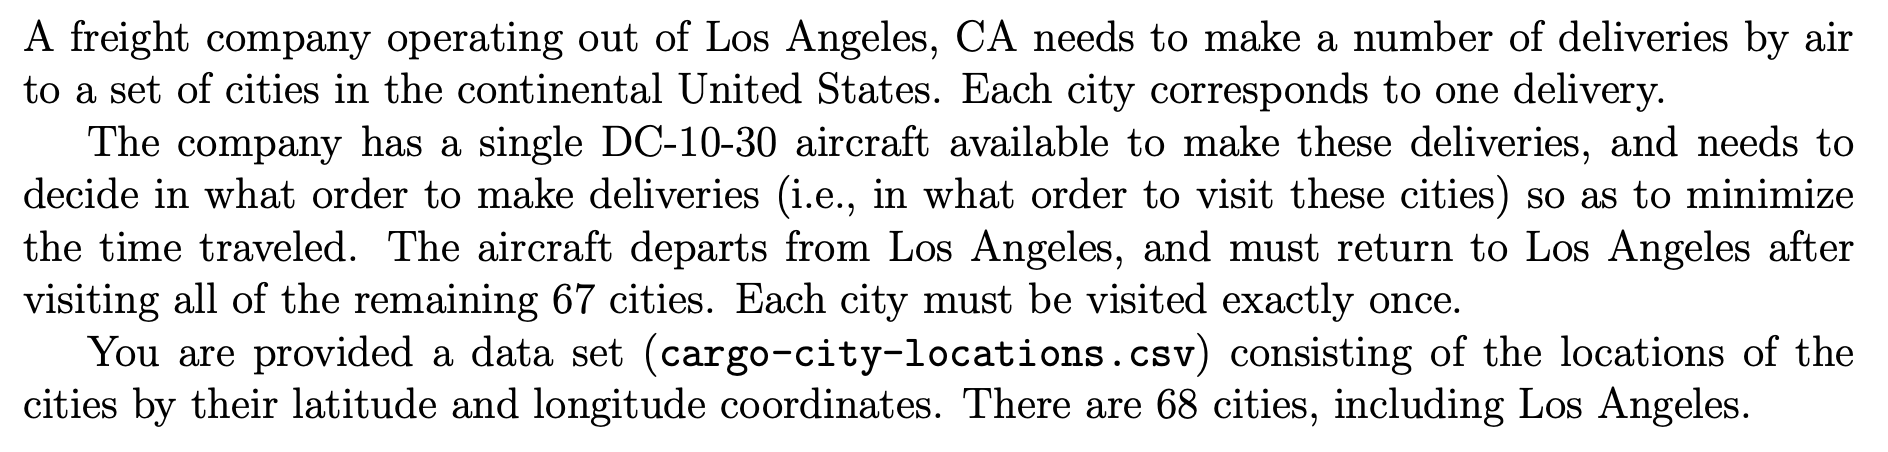 A freight company operating out of Los Angeles, CA needs to make a number of deliveries by air
to a set of cities in the continental United States. Each city corresponds to one delivery.
The company has a single DC-10-30 aircraft available to make these deliveries, and needs to
decide in what order to make deliveries (i.e., in what order to visit these cities) so as to minimize
the time traveled. The aircraft departs from Los Angeles, and must return to Los Angeles after
visiting all of the remaining 67 cities. Each city must be visited exactly once.
You are provided a data set (cargo-city-locations.csv) consisting of the locations of the
cities by their latitude and longitude coordinates. There are 68 cities, including Los Angeles.